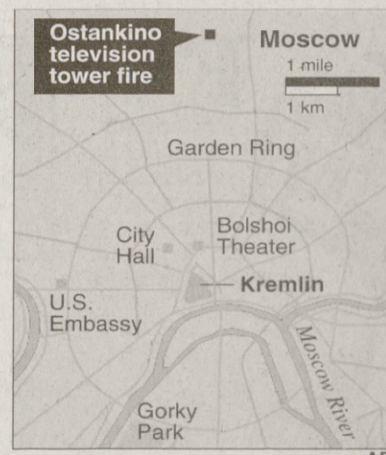 Ostankino
television
tower fire
Moscow
1 mile
1 km
Garden Ring
City
Hall
Bolshoi
Theater
Kremlin
U.S.
Embassy
Moscow River
Gorky
Park